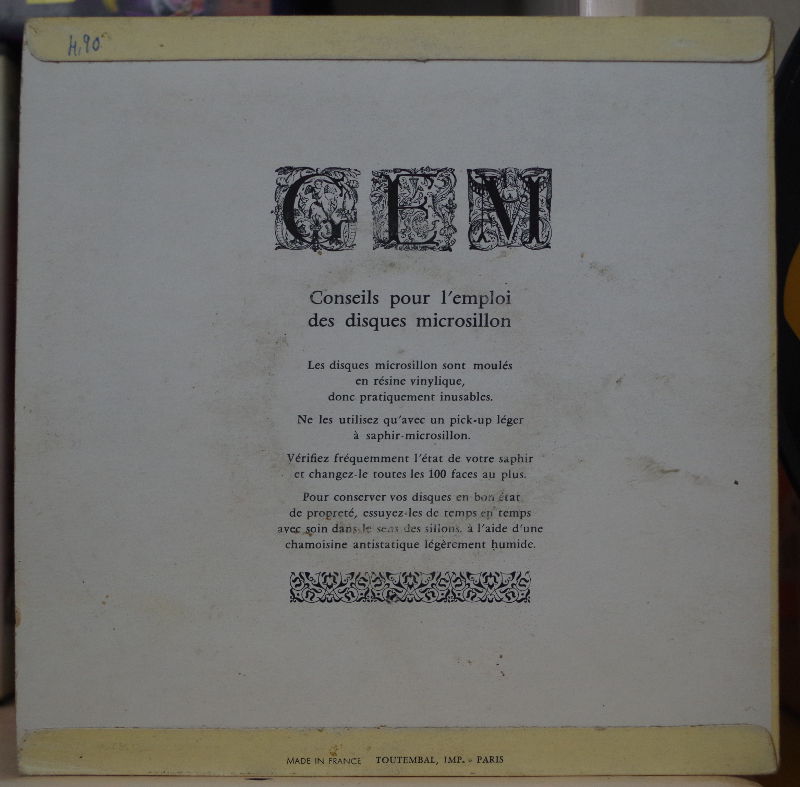 4,90
GEM
Conseils pour l'emploi
des disques microsillon
Les disques microsillon sont moulés
en résine vinylique,
donc pratiquement inusables.
Ne les utilisez qu'avec un pick-up léger
à saphir-microsillon.
Vérifiez fréquemment l'état de votre saphir
et changez-le toutes les 100 faces au plus.
Pour conserver vos disques en bon état
de propreté, essuyez-les de temps en temps
avec soin dans le sens des sillons, à l'aide d'une
chamoisine antistatique légèrement humide.
MADE IN FRANCE TOUTEMBAL, IMP. - PARIS